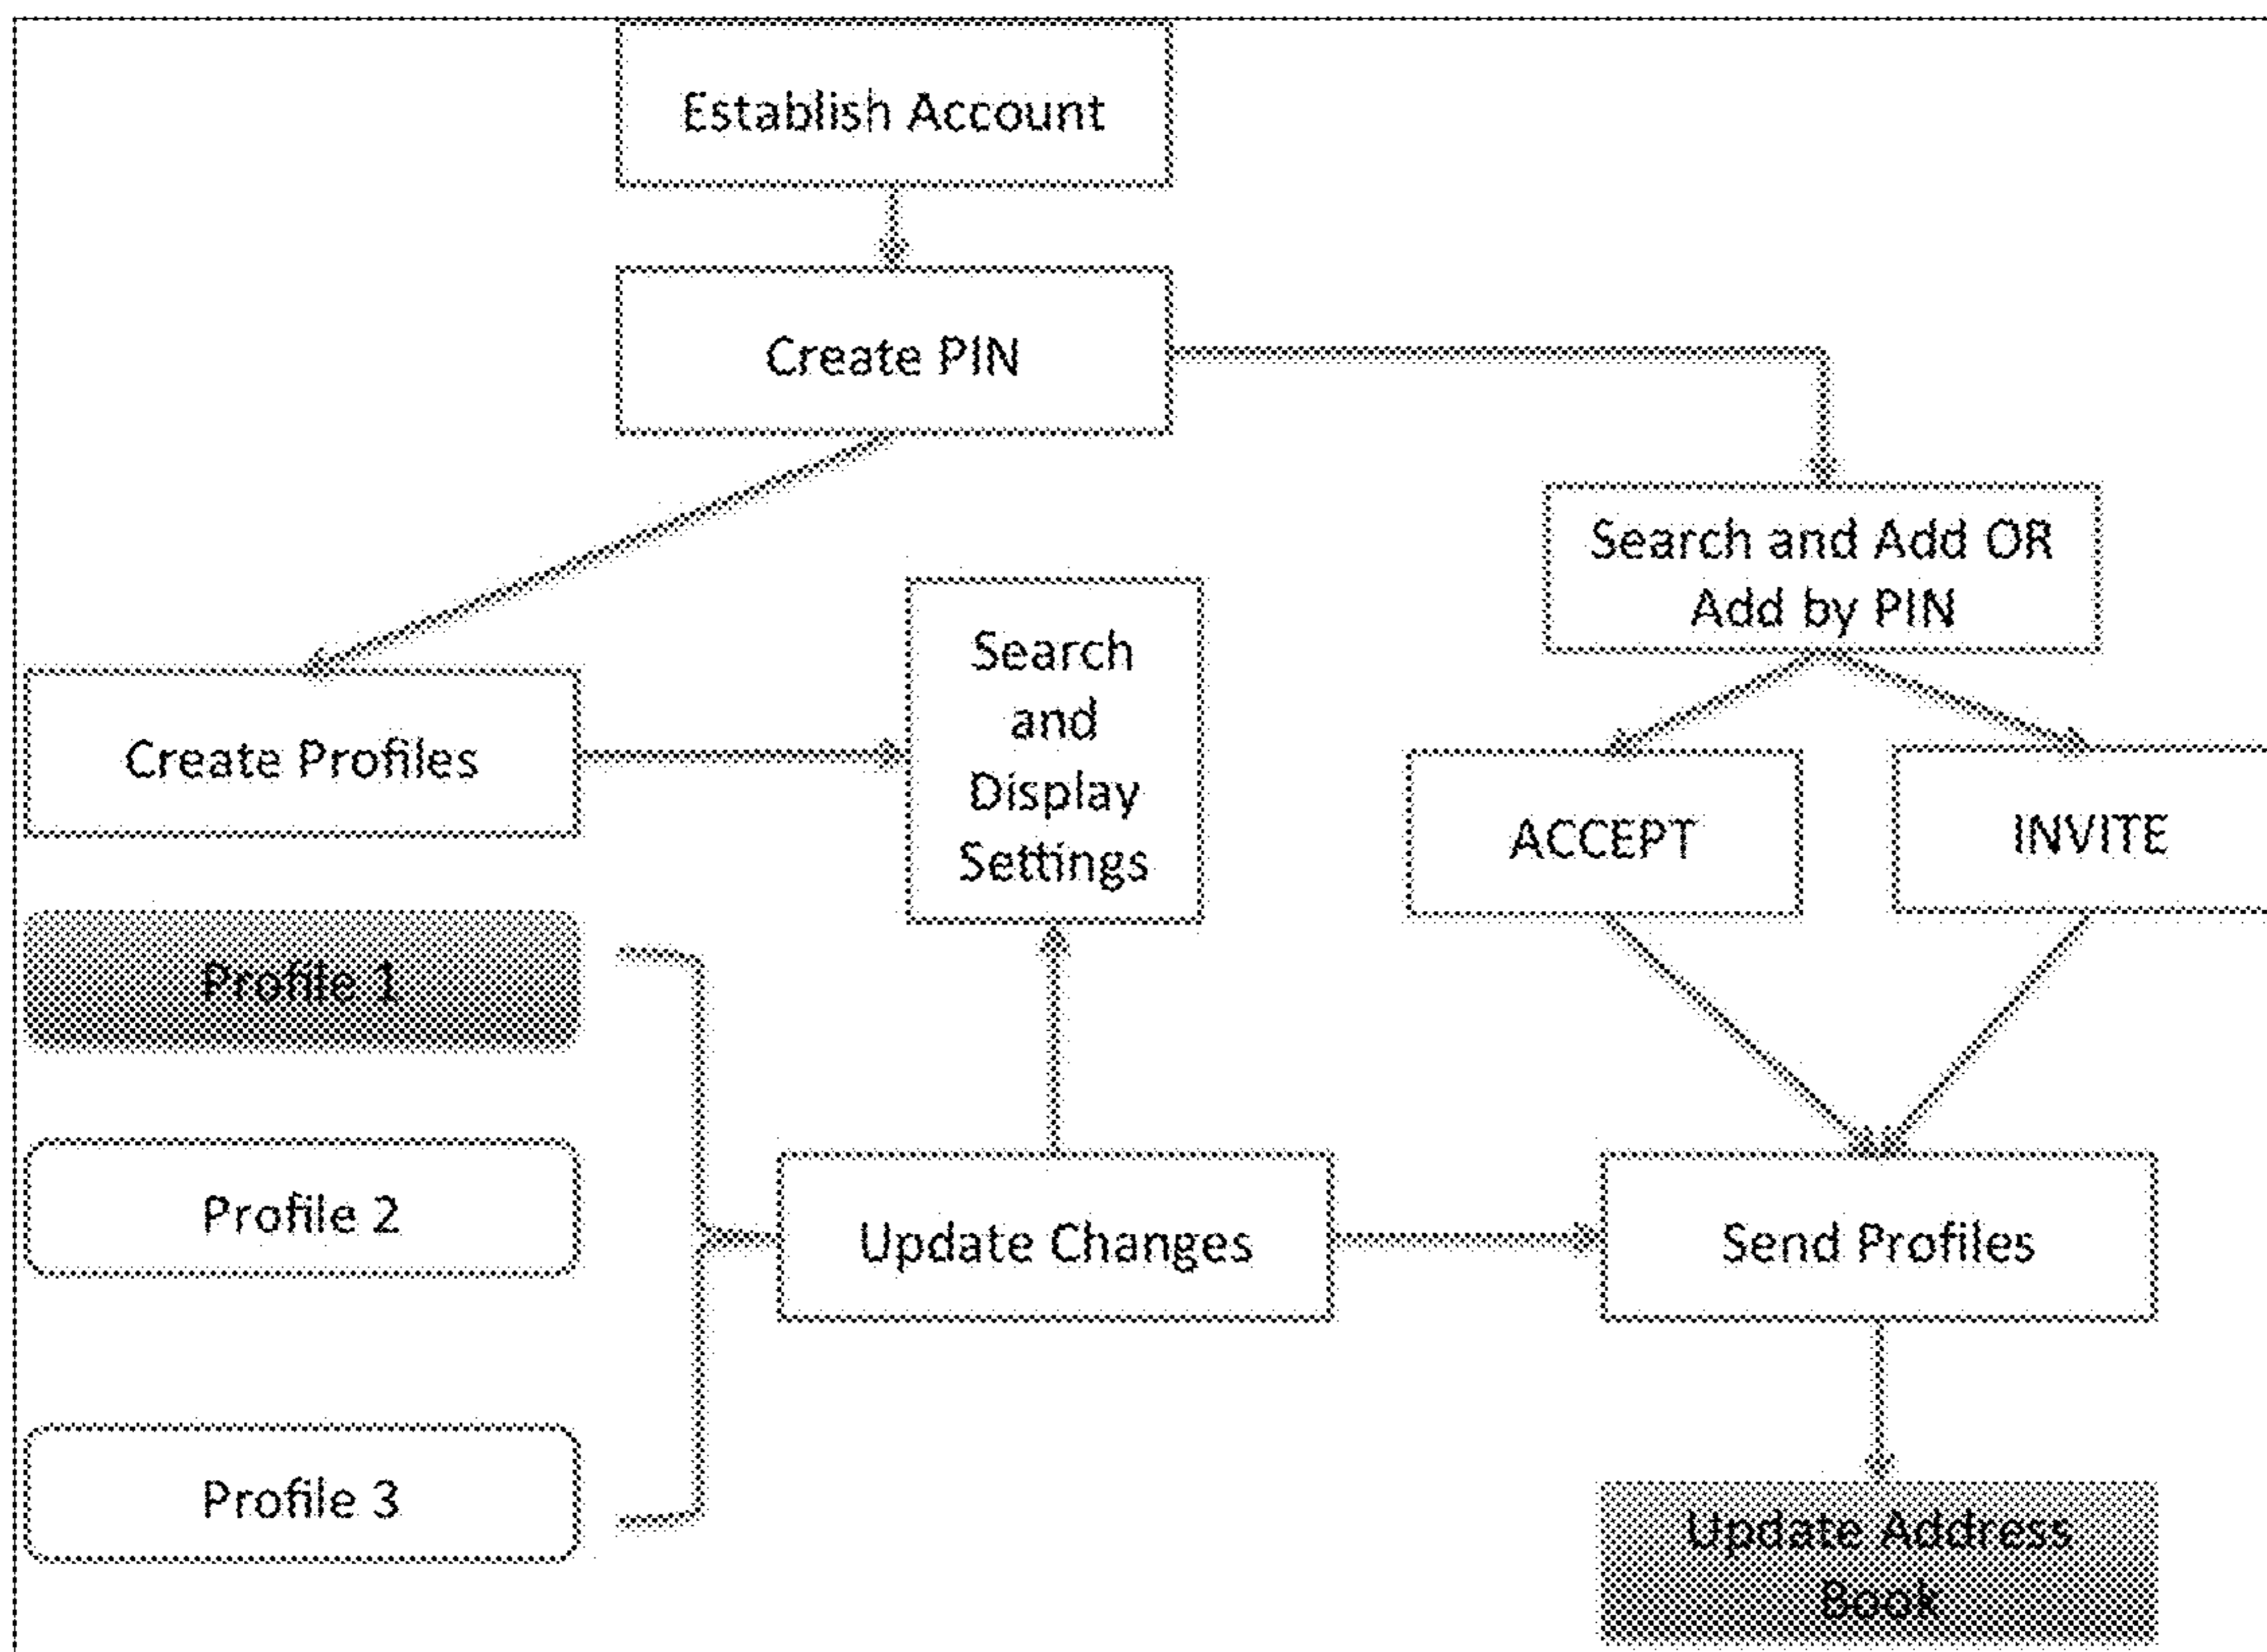 Establish Account
Create PIN
Search and Add OR
Add by PIN
Search
and
Display
Settings
Create Profiles
ACCEPT
INVITE
Profile 1
Profile 2
Update Changes
Send Profiles
Profile 3
Update Address
Book